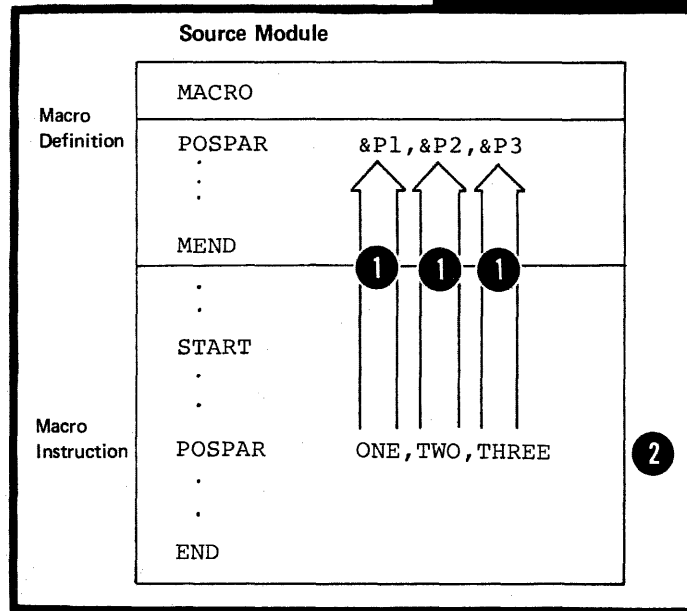 Source Module
MACRO
Macro
Definition
POSPAR &P1,&P2,&P3
.
.
.
MEND
1 1 1
.
.
START
.
.
Macro
Instruction
POSPAR ONE,TWO,THREE 2
.
.
END